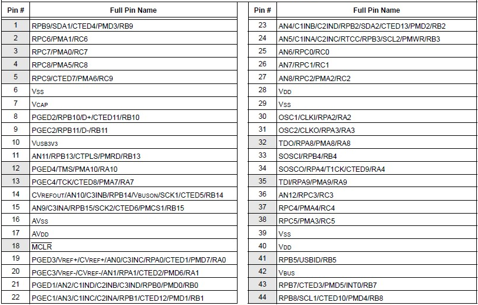 Pin # Full Pin Name Pin # Full Pin Name
1 RPB9/SDA1/CTED4/PMD3/RB9 23 AN4/C1INB/C2IND/RPB2/SDA2/CTED13/PMD2/RB2
2 RPC6/PMA1/RC6 24 AN5/C1INA/C2INC/RTCC/RPB3/SCL2/PMWR/RB3
3 RPC7/PMA0/RC7 25 AN6/RPC0/RC0
4 RPC8/PMA5/RC8 26 AN7/RPC1/RC1
5 RPC9/CTED7/PMA6/RC9 27 AN8/RPC2/PMA2/RC2
6 VSS 28 VDD
7 VCAP 29 VSS
8 PGED2/RPB10/D+/CTED11/RB10 30 OSC1/CLKI/RPA2/RA2
9 PGEC2/RPB11/D-/RB11 31 OSC2/CLKO/RPA3/RA3
10 VUSB3V3 32 TDO/RPA8/PMA8/RA8
11 AN11/RPB13/CTPLS/PMRD/RB13 33 SOSCI/RPB4/RB4
12 PGED4/TMS/PMA10/RA10 34 SOSCO/RPA4/T1CK/CTED9/RA4
13 PGEC4/TCK/CTED8/PMA7/RA7 35 TDI/RPA9/PMA9/RA9
14 CVREFOUT/AN10/C3INB/RPB14/VBUSON/SCK1/CTED5/RB14 36 AN12/RPC3/RC3
15 AN9/C3INA/RPB15/SCK2/CTED6/PMCS1/RB15 37 RPC4/PMA4/RC4
16 AVSS 38 RPC5/PMA3/RC5
17 AVDD 39 VSS
18 MCLR 40 VDD
19 PGED3/VREF+/CVREF+/AN0/C3INC/RPA0/CTED1/PMD7/RA0 41 RPB5/USBID/RB5
20 PGEC3/VREF-/CVREF-/AN1/RPA1/CTED2/PMD6/RA1 42 VBUS
21 PGED1/AN2/C1IND/C2INB/C3IND/RPB0/PMD0/RB0 43 RPB7/CTED3/PMD5/INT0/RB7
22 PGEC1/AN3/C1INC/C2INA/RPB1/CTED12/PMD1/RB1 44 RPB8/SCL1/CTED10/PMD4/RB8